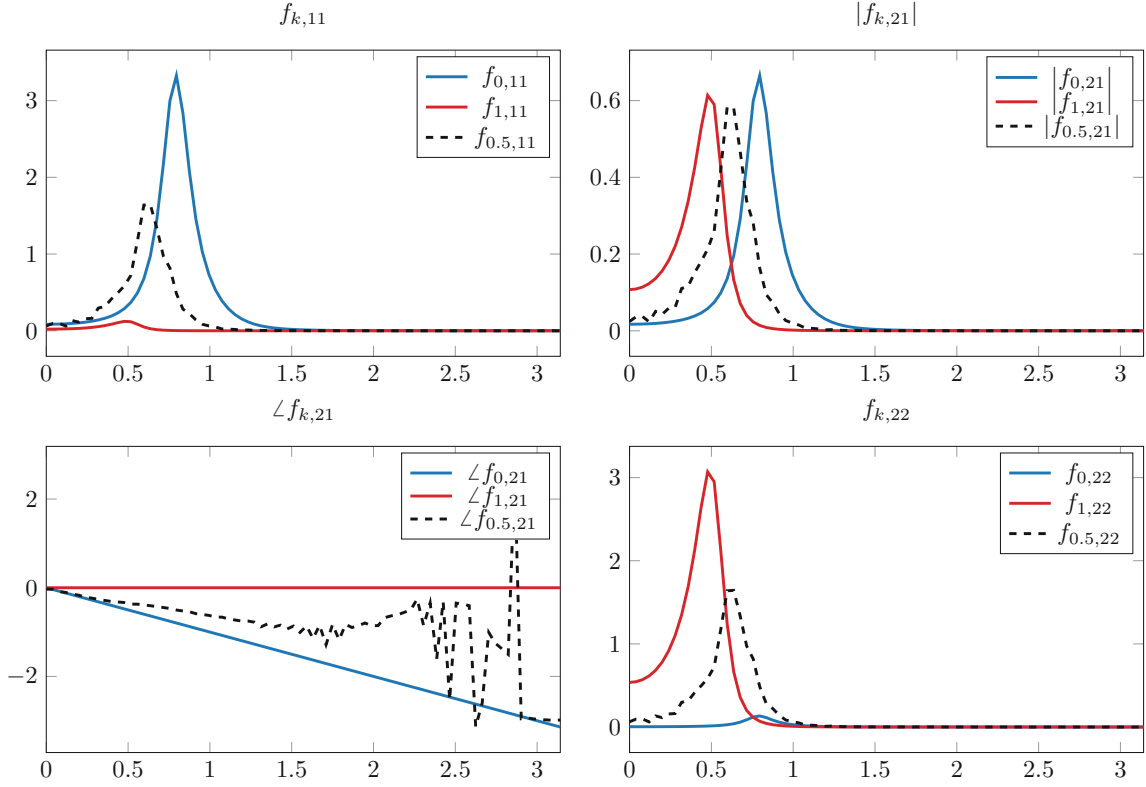 f_{k,11}
3
2
1
0
0 0.5 1 1.5 2 2.5 3
f_{0,11}
f_{1,11}
f_{0.5,11}
|f_{k,21}|
0.6
0.4
0.2
0
0 0.5 1 1.5 2 2.5 3
|f_{0,21}|
|f_{1,21}|
|f_{0.5,21}|
∠f_{k,21}
2
0
−2
0 0.5 1 1.5 2 2.5 3
∠f_{0,21}
∠f_{1,21}
∠f_{0.5,21}
f_{k,22}
3
2
1
0
0 0.5 1 1.5 2 2.5 3
f_{0,22}
f_{1,22}
f_{0.5,22}